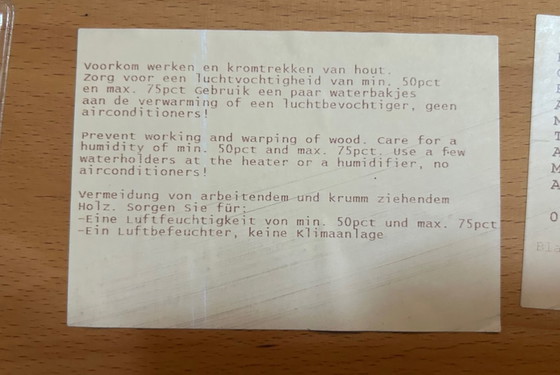 Voorkom werken en kromtrekken van hout.
Zorg voor een luchtvochtigheid van min. 50pct
en max. 75pct Gebruik een paar waterbakjes
aan de verwarming of een luchtbevochtiger, geen
airconditioners!
Prevent working and warping of wood. Care for a
humidity of min. 50pct and max. 75pct. Use a few
waterholders at the heater or a humidifier, no
airconditioners!
Vermeidung von arbeitendem und krumm ziehendem
Holz. Sorgen Sie für:
-Eine Luftfeuchtigkeit von min. 50pct und max. 75pct
-Ein Luftbefeuchter, keine Klimaanlage